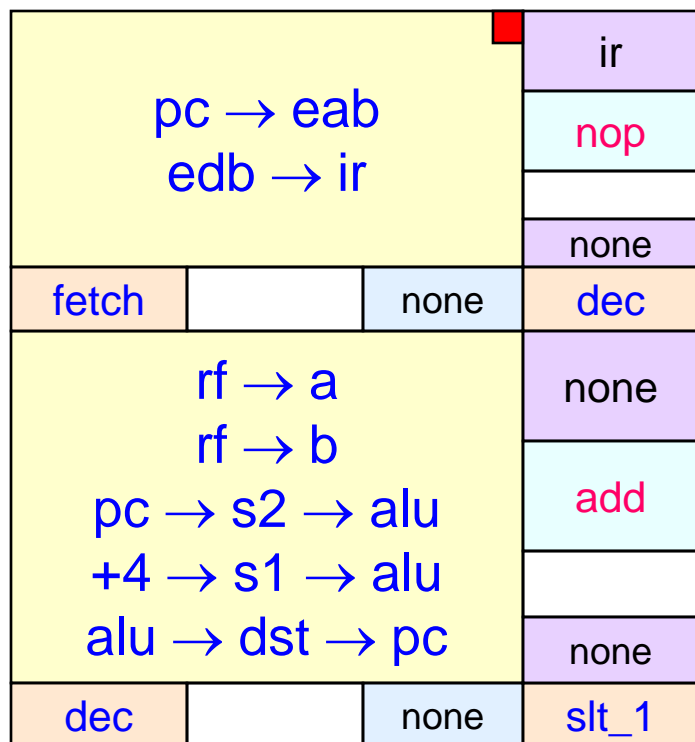 pc → eab
edb → ir
ir
nop
none
fetch
none
dec
rf → a
rf → b
pc → s2 → alu
+4 → s1 → alu
alu → dst → pc
none
add
none
dec
none
slt_1